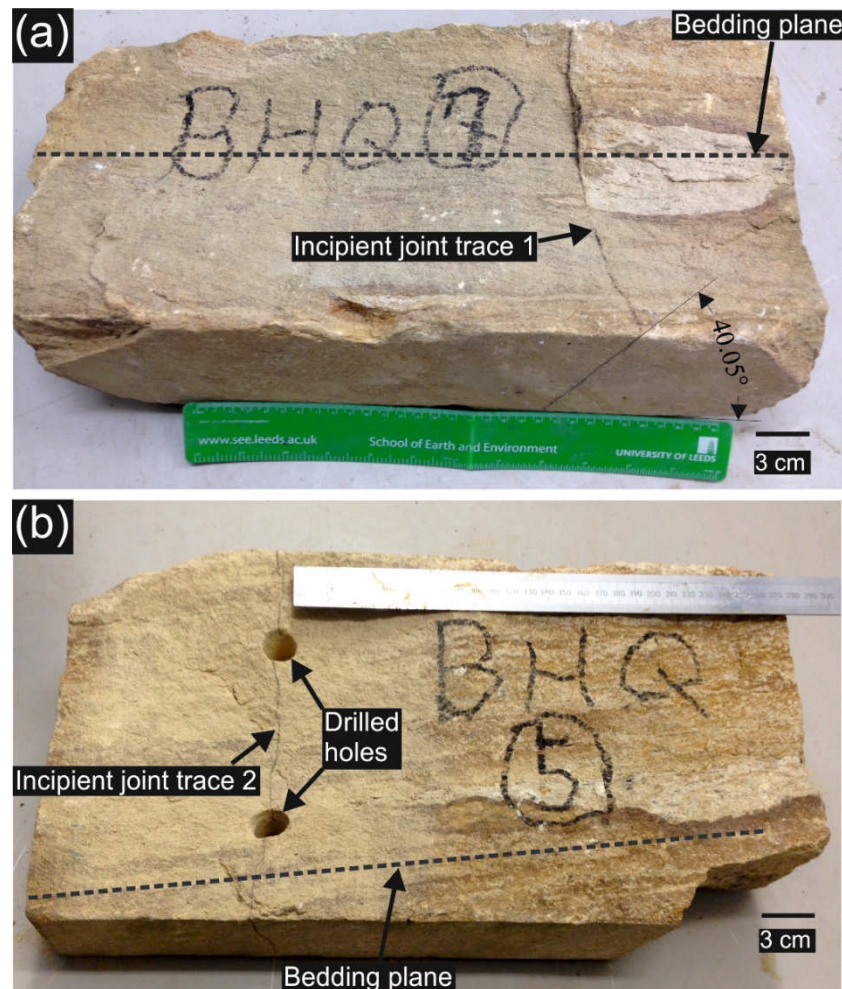 (a)
Bedding plane
BHQ 7
Incipient joint trace 1
40.05°
www.see.leeds.ac.uk School of Earth and Environment UNIVERSITY OF LEEDS
3 cm
(b)
BHQ
Drilled
holes
5
Incipient joint trace 2
3 cm
Bedding plane